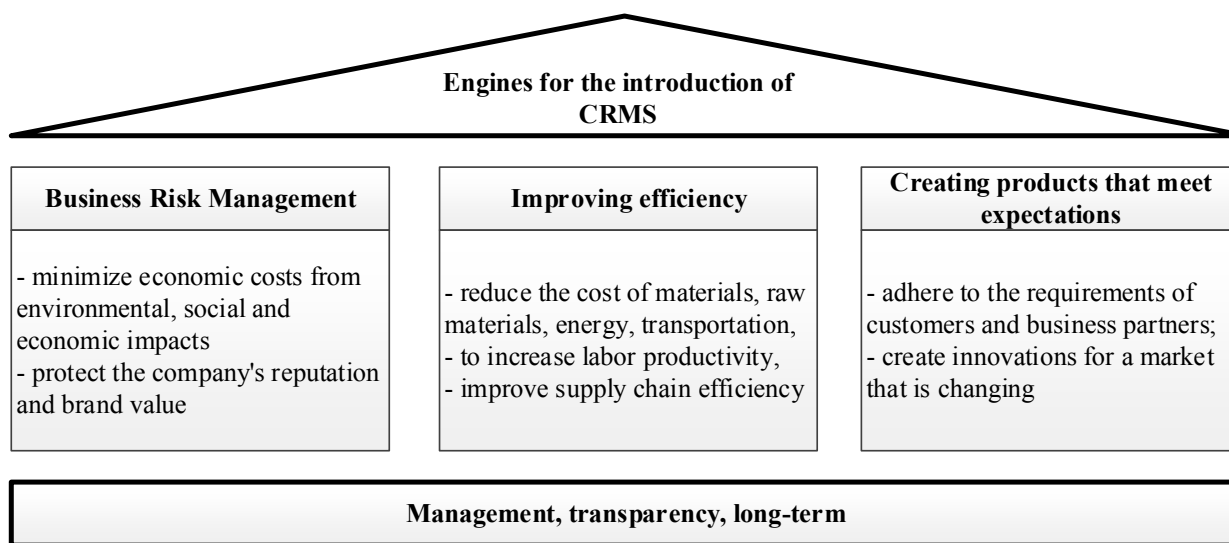 Engines for the introduction of
CRMS
Business Risk Management
- minimize economic costs from
environmental, social and
economic impacts
- protect the company's reputation
and brand value
Improving efficiency
- reduce the cost of materials, raw
materials, energy, transportation,
- to increase labor productivity,
- improve supply chain efficiency
Creating products that meet
expectations
- adhere to the requirements of
customers and business partners;
- create innovations for a market
that is changing
Management, transparency, long-term